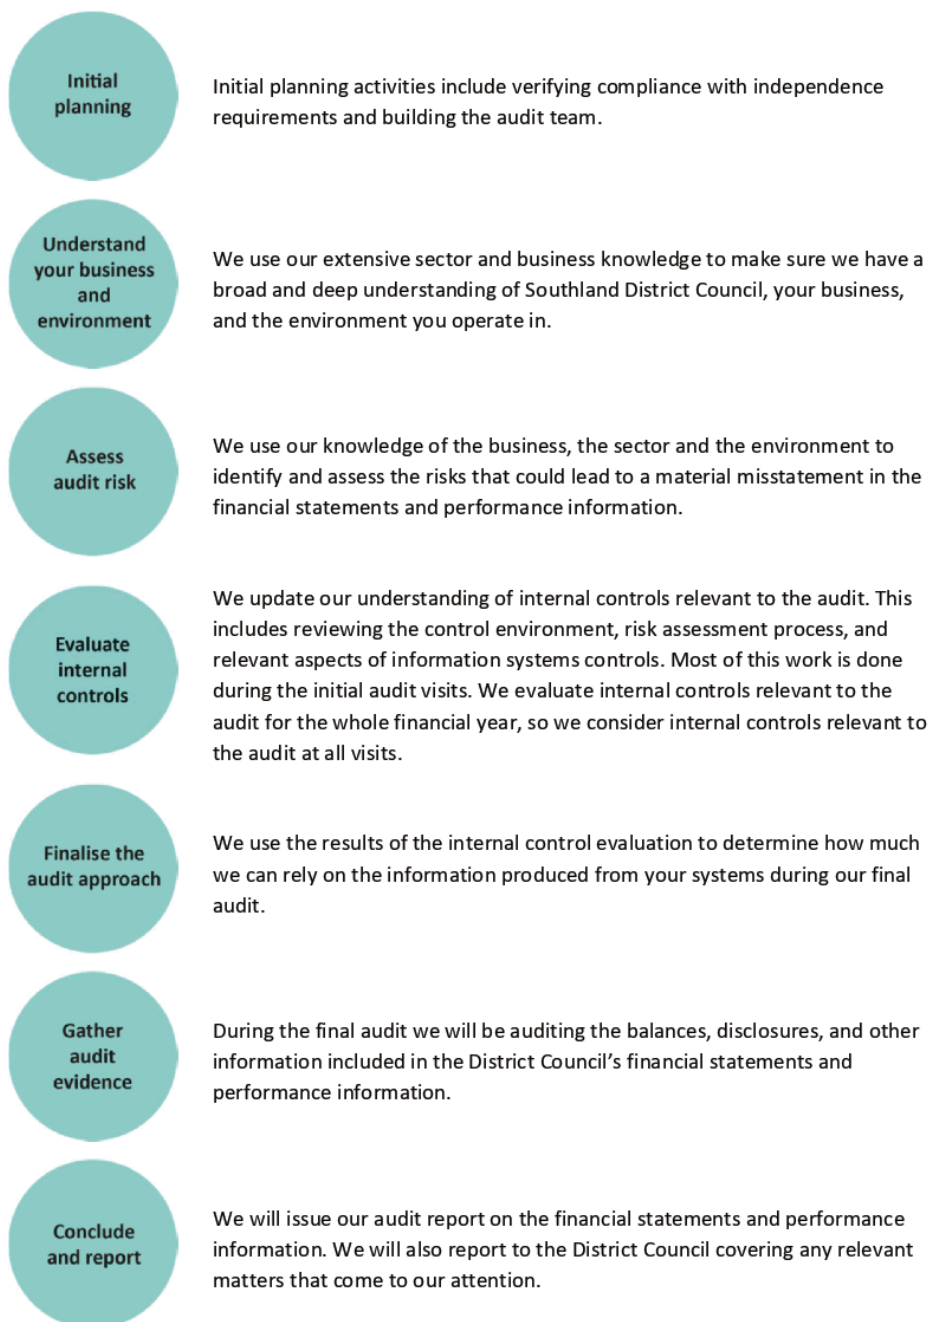 Initial
planning
Initial planning activities include verifying compliance with independence
requirements and building the audit team.
Understand
your business
and
environment
We use our extensive sector and business knowledge to make sure we have a
broad and deep understanding of Southland District Council, your business,
and the environment you operate in.
Assess
audit risk
We use our knowledge of the business, the sector and the environment to
identify and assess the risks that could lead to a material misstatement in the
financial statements and performance information.
Evaluate
internal
controls
We update our understanding of internal controls relevant to the audit. This
includes reviewing the control environment, risk assessment process, and
relevant aspects of information systems controls. Most of this work is done
during the initial audit visits. We evaluate internal controls relevant to the
audit for the whole financial year, so we consider internal controls relevant to
the audit at all visits.
Finalise the
audit approach
We use the results of the internal control evaluation to determine how much
we can rely on the information produced from your systems during our final
audit.
Gather
audit
evidence
During the final audit we will be auditing the balances, disclosures, and other
information included in the District Council's financial statements and
performance information.
Conclude
and report
We will issue our audit report on the financial statements and performance
information. We will also report to the District Council covering any relevant
matters that come to our attention.